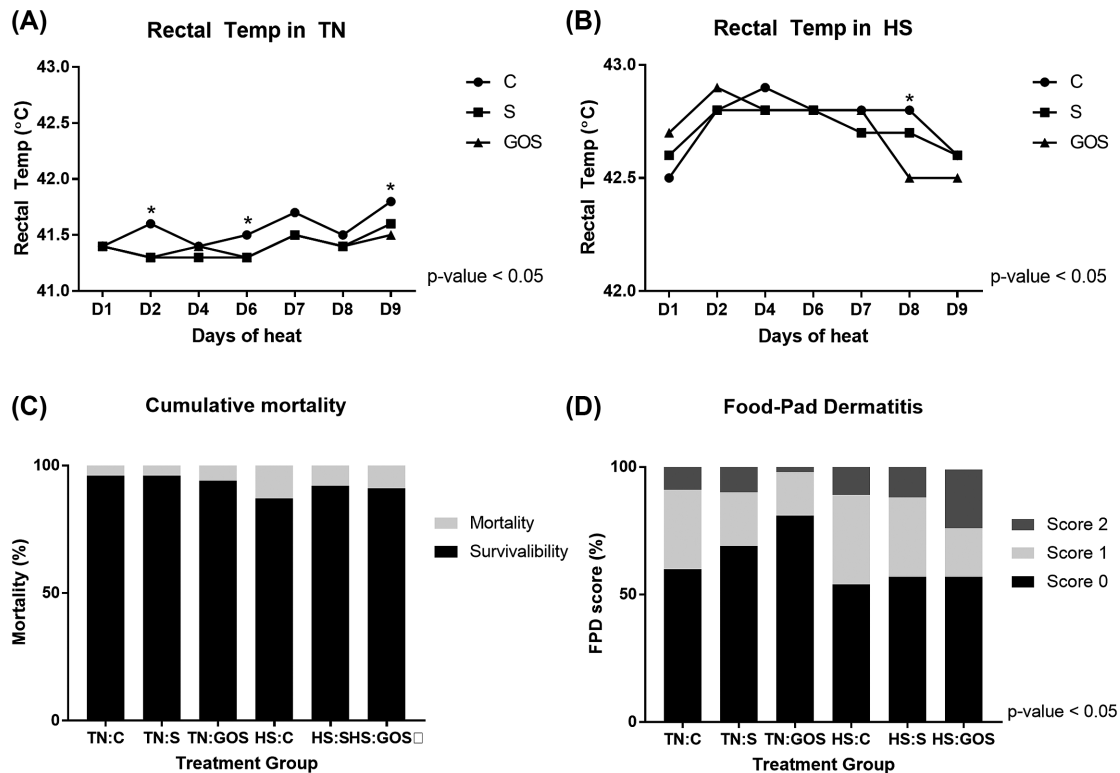 (A)
Rectal Temp in TN
43.0
42.5
42.0
41.5
41.0
Rectal Temp (°C)
*
*
*
D1 D2 D4 D6 D7 D8 D9
Days of heat
C
S
GOS
p-value < 0.05
(B)
Rectal Temp in HS
43.0
42.5
42.0
Rectal Temp (°C)
*
D1 D2 D4 D6 D7 D8 D9
Days of heat
C
S
GOS
p-value < 0.05
(C)
Cumulative mortality
100
50
0
Mortality (%)
TN:C TN:S TN:GOS HS:C HS:SHS:GOS□
Treatment Group
Mortality
Survivalibility
(D)
Food-Pad Dermatitis
100
50
0
FPD score (%)
TN:C TN:S TN:GOS HS:C HS:S HS:GOS
Treatment Group
Score 2
Score 1
Score 0
p-value < 0.05